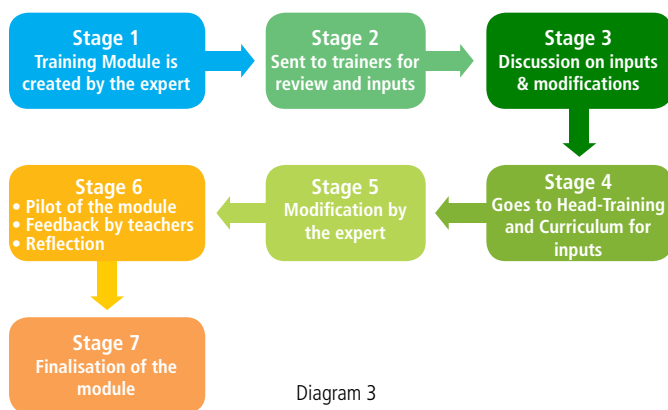 Stage 1
Training Module is
created by the expert
Stage 2
Sent to trainers for
review and inputs
Stage 3
Discussion on inputs
& modifications
Stage 4
Goes to Head-Training
and Curriculum for
inputs
Stage 5
Modification by
the expert
Stage 6
• Pilot of the module
• Feedback by teachers
• Reflection
Stage 7
Finalisation of the
module
Diagram 3